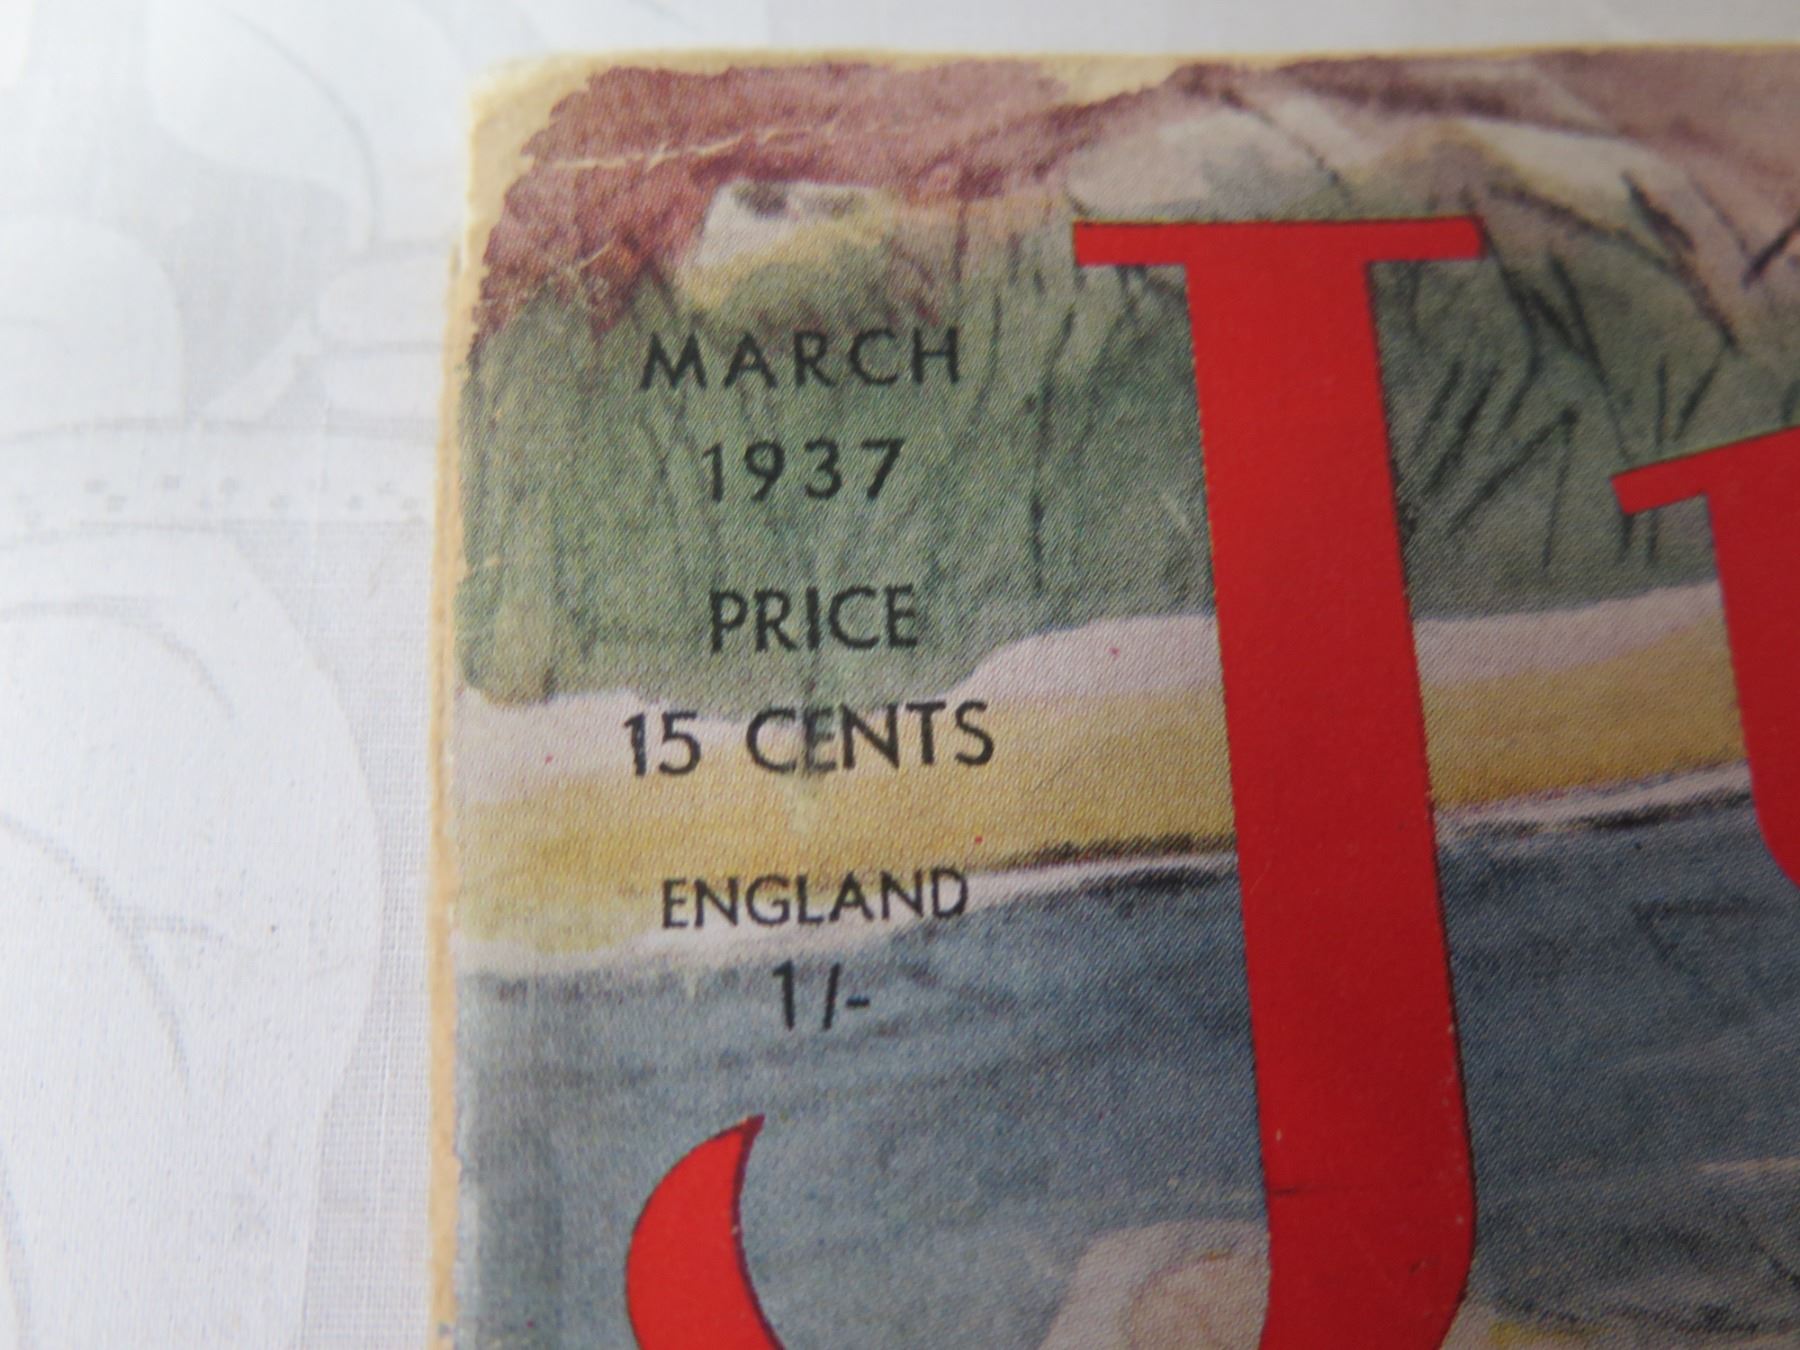 MARCH
1937
PRICE
15 CENTS
ENGLAND
1/-
J